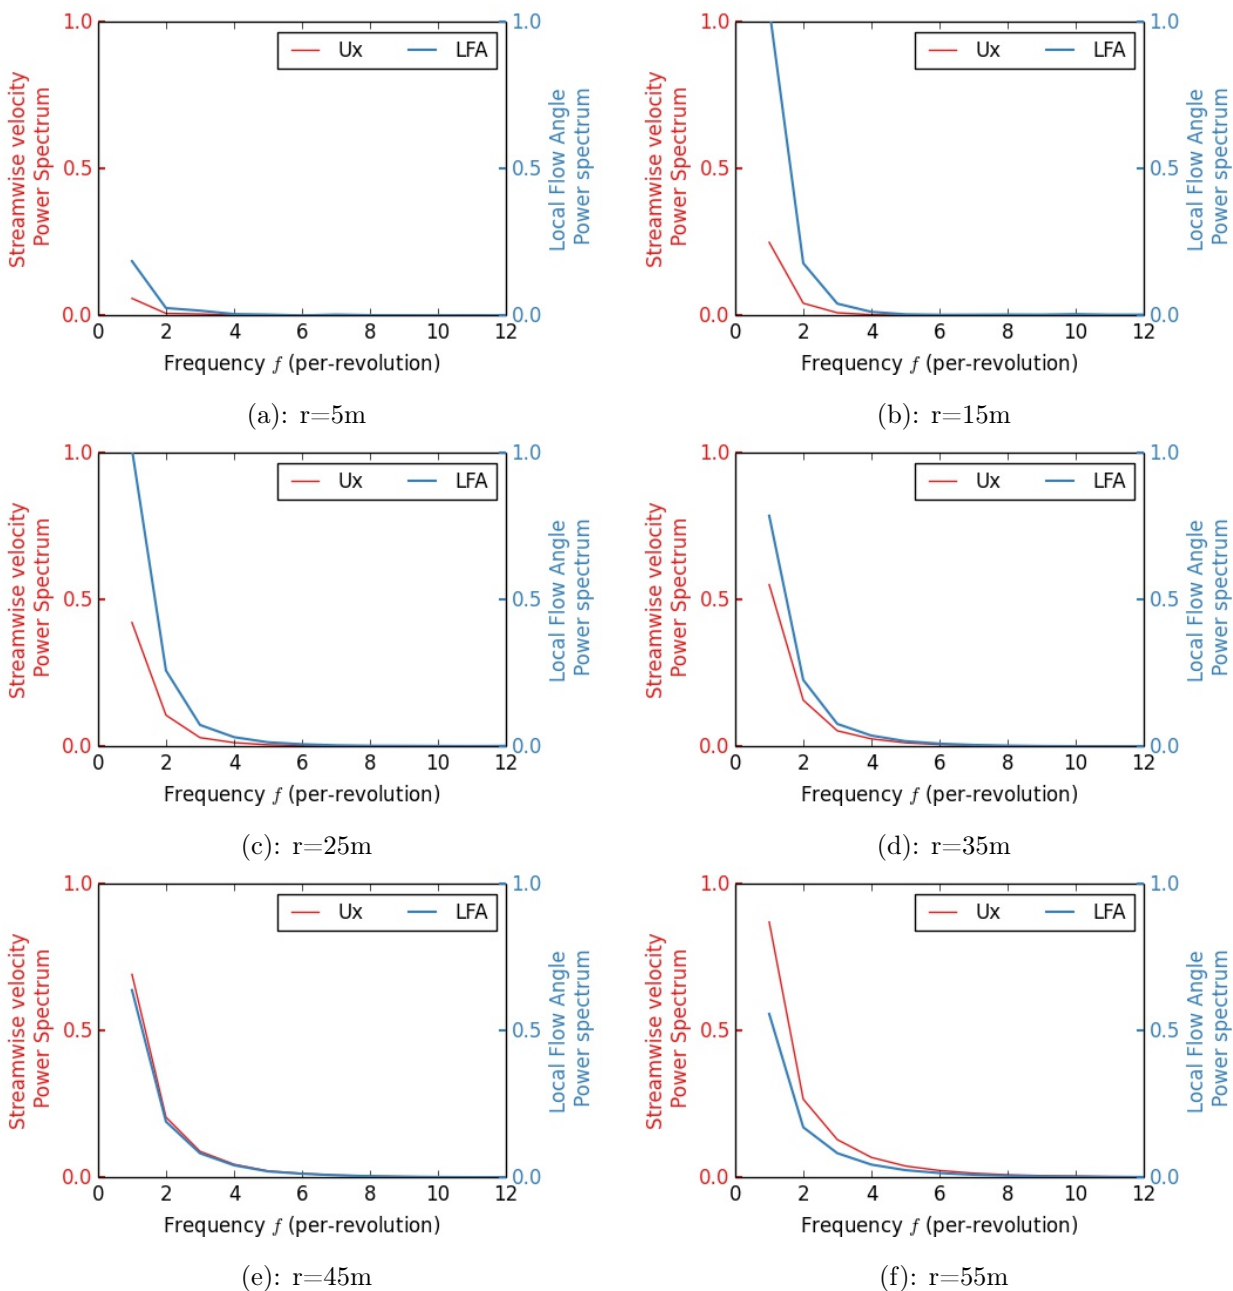 1.0
0.5
0.0
Streamwise velocity
Power Spectrum
Ux LFA
1.0
0.5
0.0
Local Flow Angle
Power spectrum
0 2 4 6 8 10 12
Frequency f (per-revolution)
(a): r=5m
1.0
0.5
0.0
Streamwise velocity
Power Spectrum
Ux LFA
1.0
0.5
0.0
Local Flow Angle
Power spectrum
0 2 4 6 8 10 12
Frequency f (per-revolution)
(b): r=15m
1.0
0.5
0.0
Streamwise velocity
Power Spectrum
Ux LFA
1.0
0.5
0.0
Local Flow Angle
Power spectrum
0 2 4 6 8 10 12
Frequency f (per-revolution)
(c): r=25m
1.0
0.5
0.0
Streamwise velocity
Power Spectrum
Ux LFA
1.0
0.5
0.0
Local Flow Angle
Power spectrum
0 2 4 6 8 10 12
Frequency f (per-revolution)
(d): r=35m
1.0
0.5
0.0
Streamwise velocity
Power Spectrum
Ux LFA
1.0
0.5
0.0
Local Flow Angle
Power spectrum
0 2 4 6 8 10 12
Frequency f (per-revolution)
(e): r=45m
1.0
0.5
0.0
Streamwise velocity
Power Spectrum
Ux LFA
1.0
0.5
0.0
Local Flow Angle
Power spectrum
0 2 4 6 8 10 12
Frequency f (per-revolution)
(f): r=55m